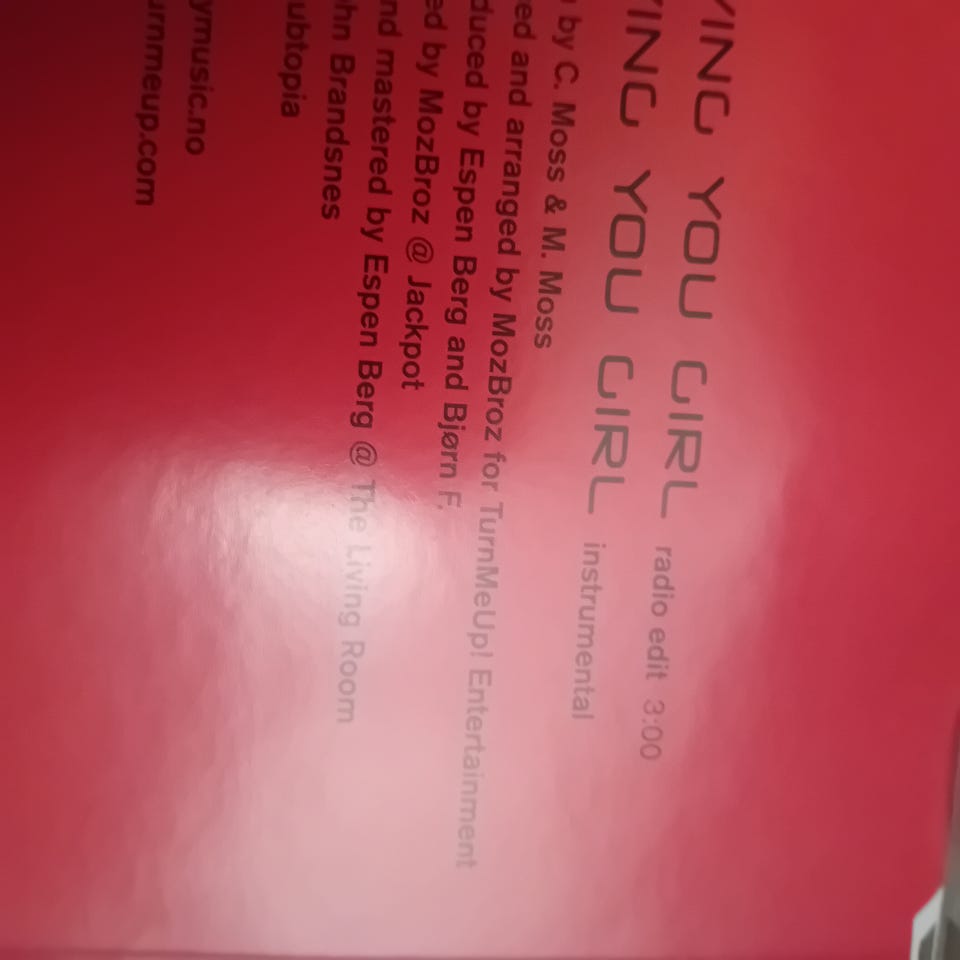 VING YOU GIRL radio edit 3:00
VING YOU GIRL instrumental
by C. Moss & M. Moss
ed and arranged by MozBroz for TurnMeUp! Entertainment
duced by Espen Berg and Bjørn F.
ed by MozBroz @ Jackpot
nd mastered by Espen Berg @ The Living Room
hn Brandsnes
ubtopia
ymusic.no
urnmeup.com